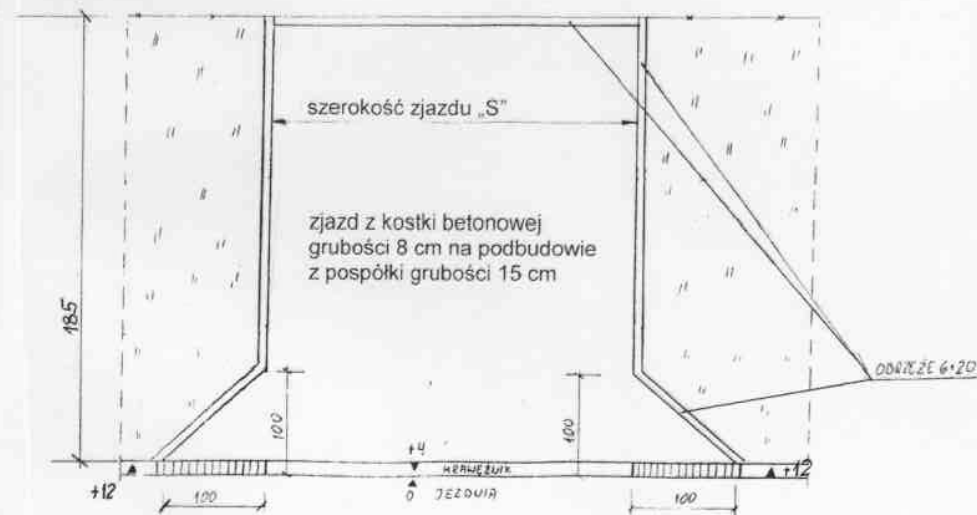 szerokość zjazdu „S”
zjazd z kostki betonowej
grubości 8 cm na podbudowie
z pospółki grubości 15 cm
185
OBRZEŻE 6×20
100
100
+4
KRAWĘŻNIK
+12
+12
0
JEZDNIA
100
100